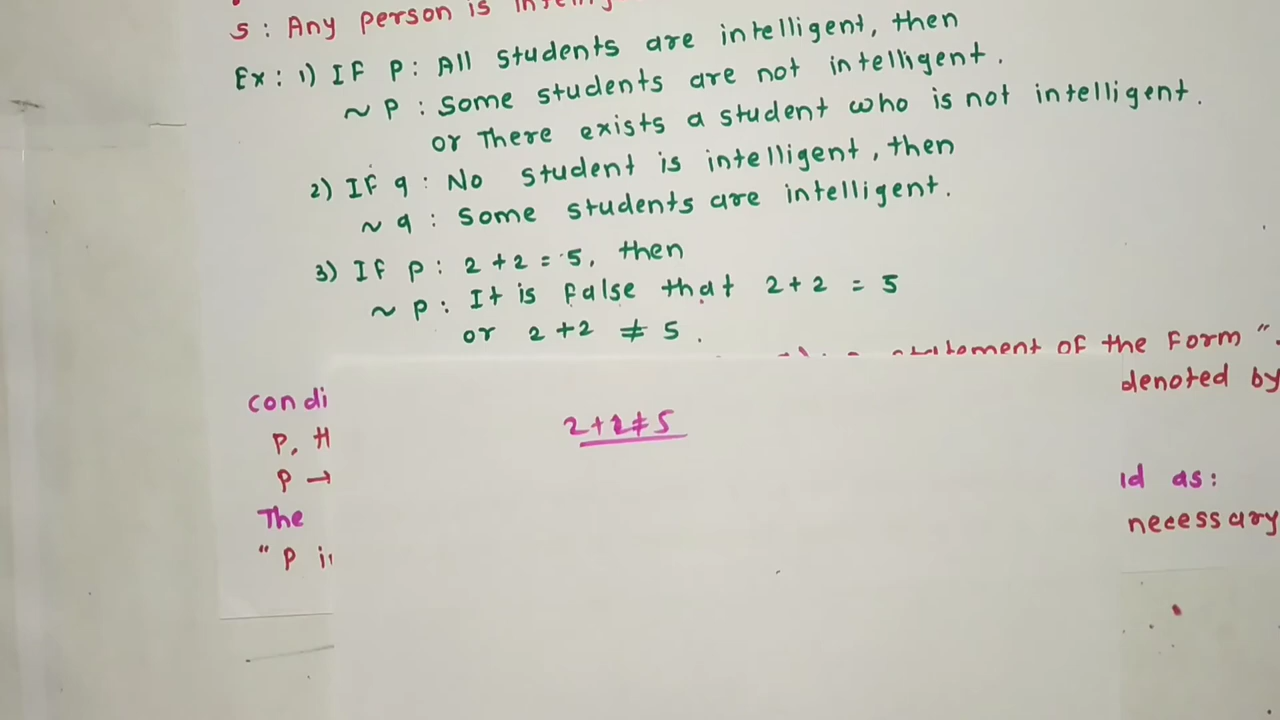 s: Any person is
Ex: 1) IF P: All students are intelligent, then
~ P : Some students are not intelligent.
or There exists a student who is not intelligent.
2) IF q : No student is intelligent, then
~ q : Some students are intelligent.
3) IF P : 2+2 = 5, then
~ P : It is false that 2+2 = 5
or 2+2 ≠ 5.
statement of the Form "
condi denoted by
2+2≠5
P, H
P →
id as:
The
necessary
" P i